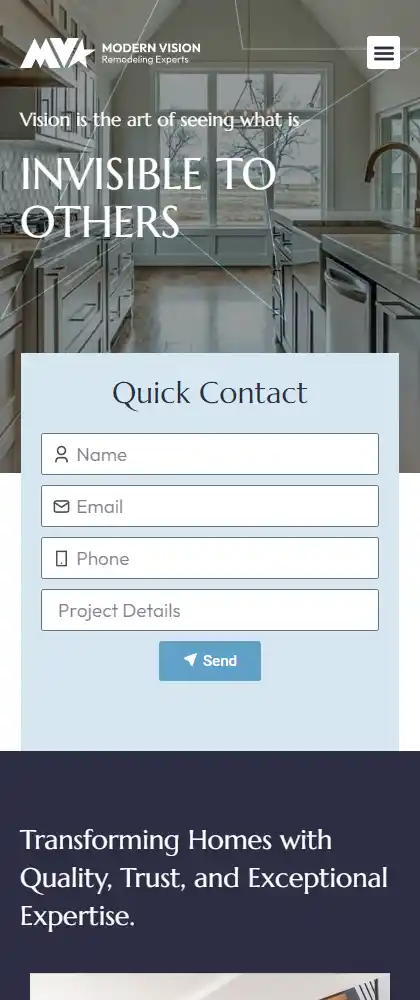 MVA MODERN VISION
Remodeling Experts
Vision is the art of seeing what is
INVISIBLE TO
OTHERS
Quick Contact
Name
Email
Phone
Project Details
Send
Transforming Homes with
Quality, Trust, and Exceptional
Expertise.